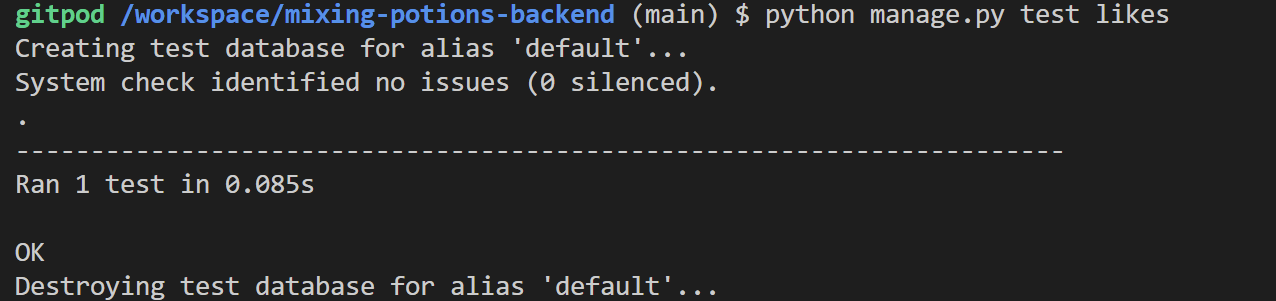 gitpod /workspace/mixing-potions-backend (main) $ python manage.py test likes
Creating test database for alias 'default'...
System check identified no issues (0 silenced).
.
----------------------------------------------------------------------
Ran 1 test in 0.085s

OK
Destroying test database for alias 'default'...